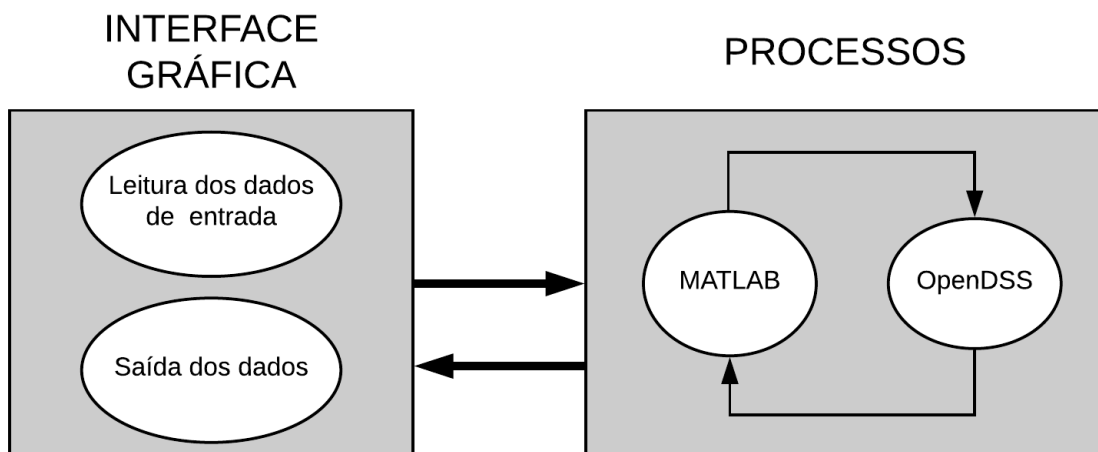 INTERFACE
GRÁFICA
PROCESSOS
Leitura dos dados
de entrada
Saída dos dados
MATLAB
OpenDSS